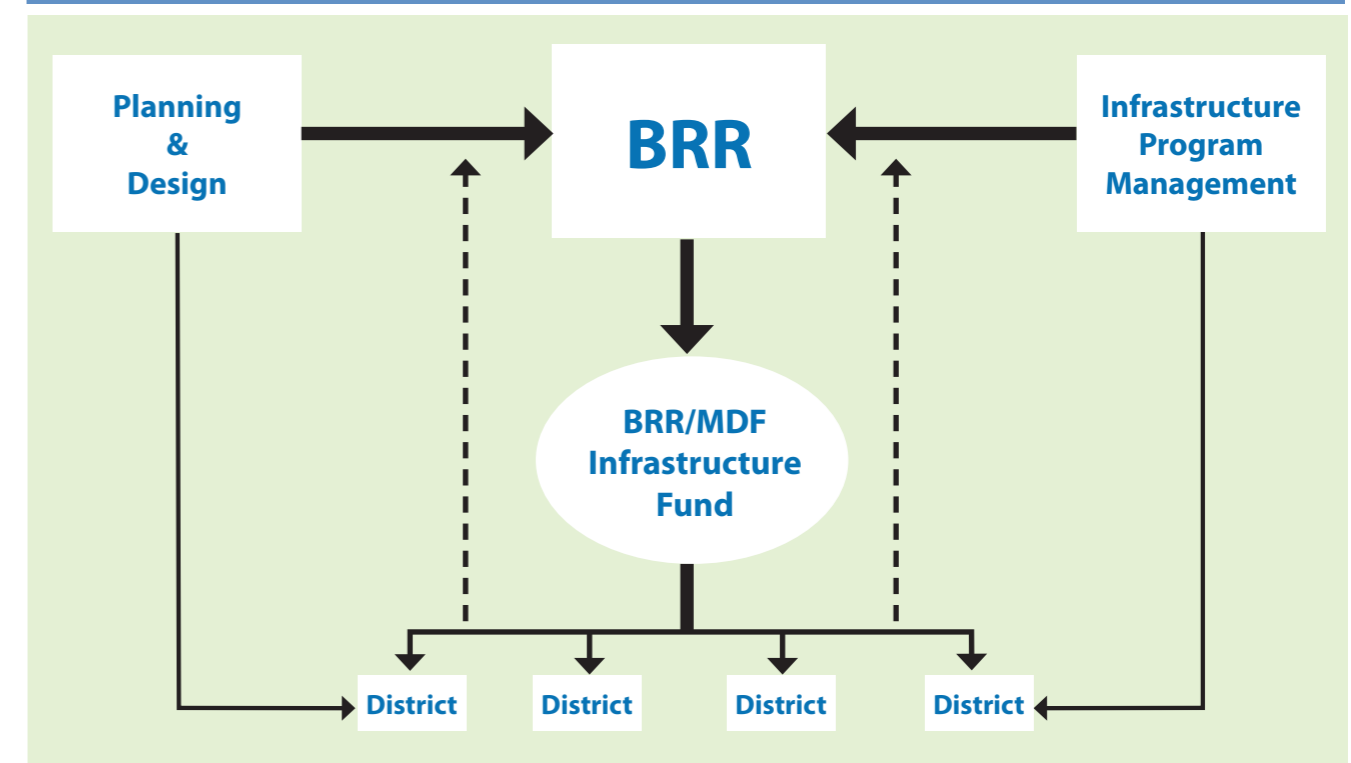 Planning
&
Design
BRR
Infrastructure
Program
Management
BRR/MDF
Infrastructure
Fund
District
District
District
District